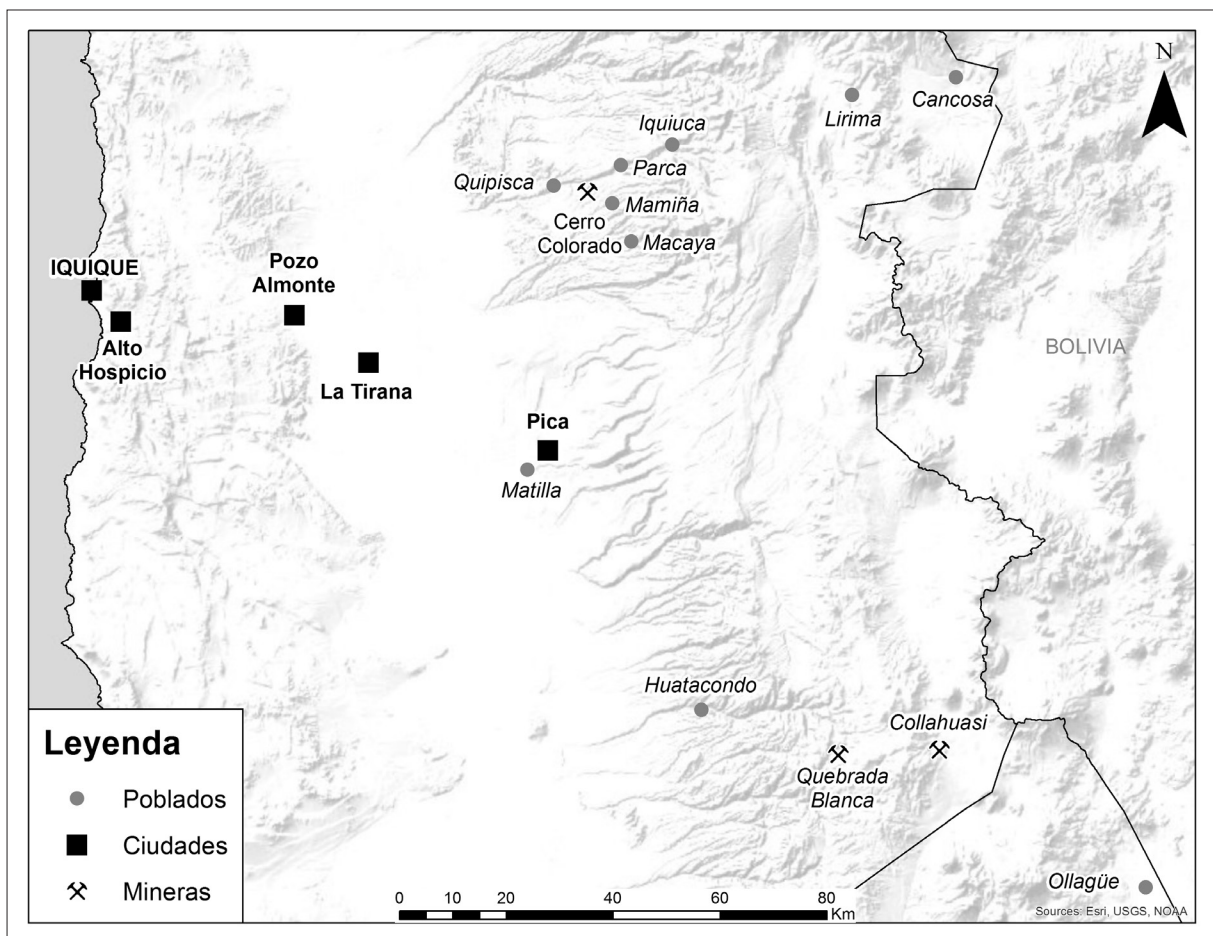 N
Cancosa
Lirima
Iquiuca
Parca
Quipisca
Mamiña
Cerro
Colorado
Macaya
IQUIQUE
Pozo
Almonte
Alto
Hospicio
BOLIVIA
La Tirana
Pica
Matilla
Huatacondo
Collahuasi
Quebrada
Blanca
Leyenda
Poblados
Ciudades
Mineras
Ollagüe
0 10 20 40 60 80
Km
Sources: Esri, USGS, NOAA